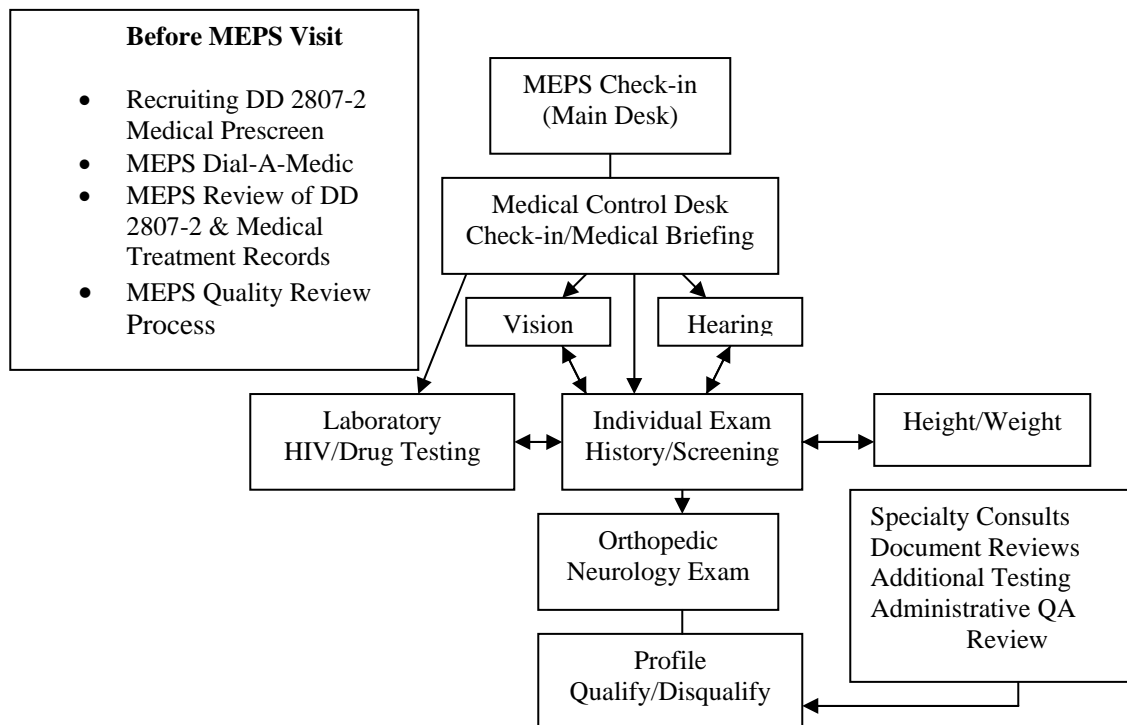 Before MEPS Visit
• Recruiting DD 2807-2
Medical Prescreen
• MEPS Dial-A-Medic
• MEPS Review of DD
2807-2 & Medical
Treatment Records
• MEPS Quality Review
Process
MEPS Check-in
(Main Desk)
Medical Control Desk
Check-in/Medical Briefing
Vision
Hearing
Laboratory
HIV/Drug Testing
Individual Exam
History/Screening
Height/Weight
Orthopedic
Neurology Exam
Specialty Consults
Document Reviews
Additional Testing
Administrative QA
Review
Profile
Qualify/Disqualify